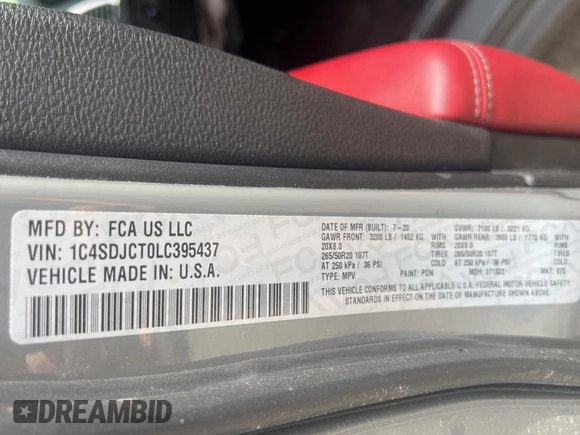 MFD BY: FCA US LLC
VIN: 1C4SDJCT0LC395437
VEHICLE MADE IN: U.S.A.
DATE OF MFR (BUILT): 7-20
GVWR: 7100 LB / 3221 KG
GAWR FRONT: 3200 LB / 1452 KG
WITH
GAWR REAR: 3900 LB / 1770 KG
WITH
20X8.0
RIMS
20X8.0
RIMS
265/50R20 107T
TIRES
265/50R20 107T
TIRES
AT 250 kPa / 36 PSI
COLD
AT 250 kPa / 36 PSI
COLD
TYPE: MPV
PAINT: PDN
MDH: 071322
MKT: 935
THIS VEHICLE CONFORMS TO ALL APPLICABLE U.S.A. FEDERAL MOTOR VEHICLE SAFETY
STANDARDS IN EFFECT ON THE DATE OF MANUFACTURE SHOWN ABOVE.
DREAMBID